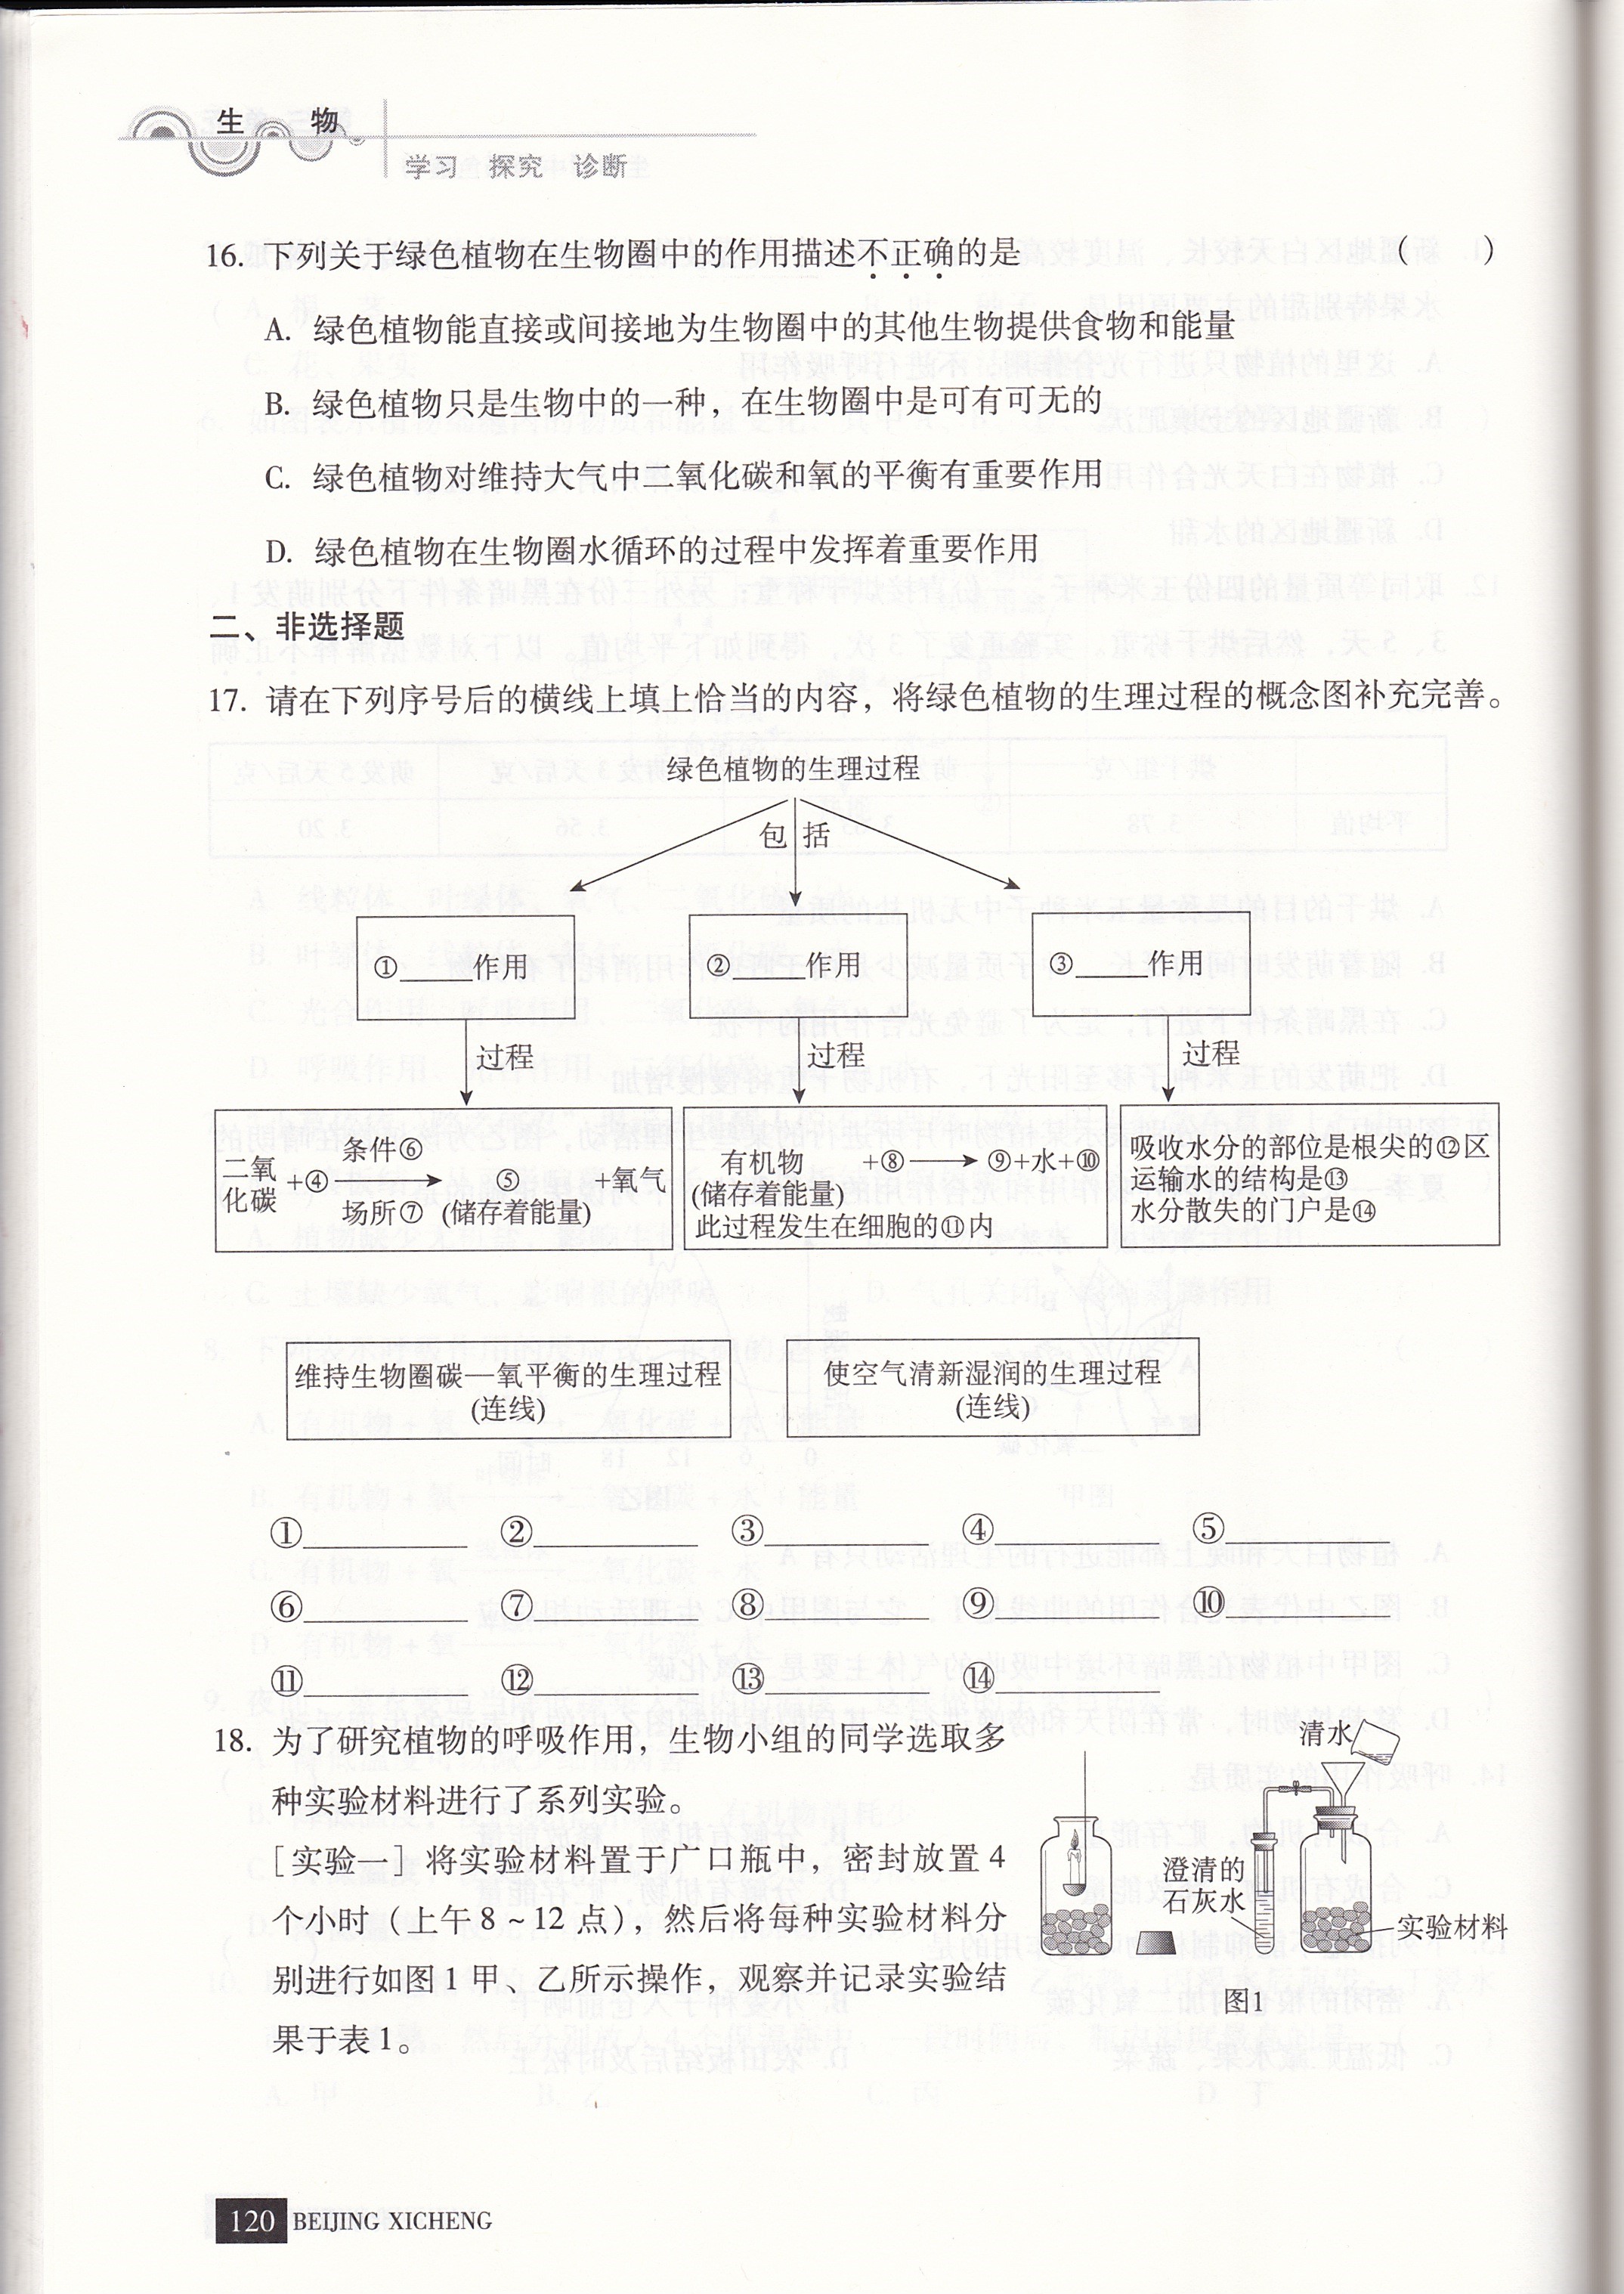 生 物
学习 探究 诊断
16. 下列关于绿色植物在生物圈中的作用描述不正确的是 ( )
A. 绿色植物能直接或间接地为生物圈中的其他生物提供食物和能量
B. 绿色植物只是生物中的一种，在生物圈中是可有可无的
C. 绿色植物对维持大气中二氧化碳和氧的平衡有重要作用
D. 绿色植物在生物圈水循环的过程中发挥着重要作用
二、非选择题
17. 请在下列序号后的横线上填上恰当的内容，将绿色植物的生理过程的概念图补充完善。
绿色植物的生理过程
包 括
①____作用
②____作用
③____作用
过程
过程
过程
二氧化碳
+④
条件⑥
场所⑦
⑤
(储存着能量)
+氧气
有机物 +⑧ → ⑨+水+⑩
(储存着能量)
此过程发生在细胞的⑪内
吸收水分的部位是根尖的⑫区
运输水的结构是⑬
水分散失的门户是⑭
维持生物圈碳—氧平衡的生理过程
(连线)
使空气清新湿润的生理过程
(连线)
①____ ②____ ③____ ④____ ⑤____
⑥____ ⑦____ ⑧____ ⑨____ ⑩____
⑪____ ⑫____ ⑬____ ⑭____
18. 为了研究植物的呼吸作用，生物小组的同学选取多
种实验材料进行了系列实验。
[实验一] 将实验材料置于广口瓶中，密封放置 4
个小时（上午 8 ~ 12 点），然后将每种实验材料分
别进行如图 1 甲、乙所示操作，观察并记录实验结
果于表 1。
清水
澄清的
石灰水
实验材料
图1
120 BEIJING XICHENG